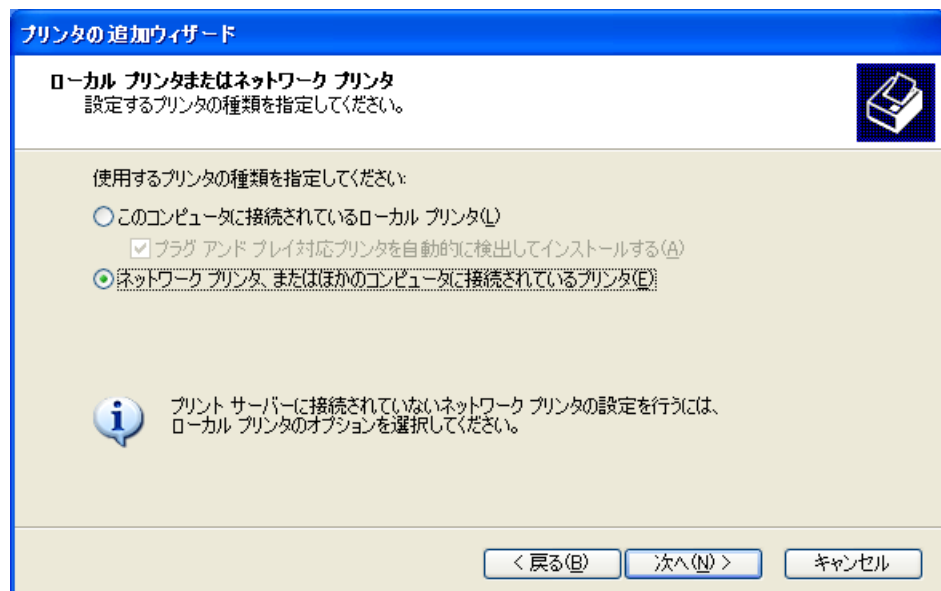 プリンタの追加ウィザード
ローカル プリンタまたはネットワーク プリンタ
設定するプリンタの種類を指定してください。
使用するプリンタの種類を指定してください:
このコンピュータに接続されているローカル プリンタ(L)
プラグ アンド プレイ対応プリンタを自動的に検出してインストールする(A)
ネットワーク プリンタ、またはほかのコンピュータに接続されているプリンタ(E)
プリント サーバーに接続されていないネットワーク プリンタの設定を行うには、
ローカル プリンタのオプションを選択してください。
< 戻る(B) 次へ(N) > キャンセル